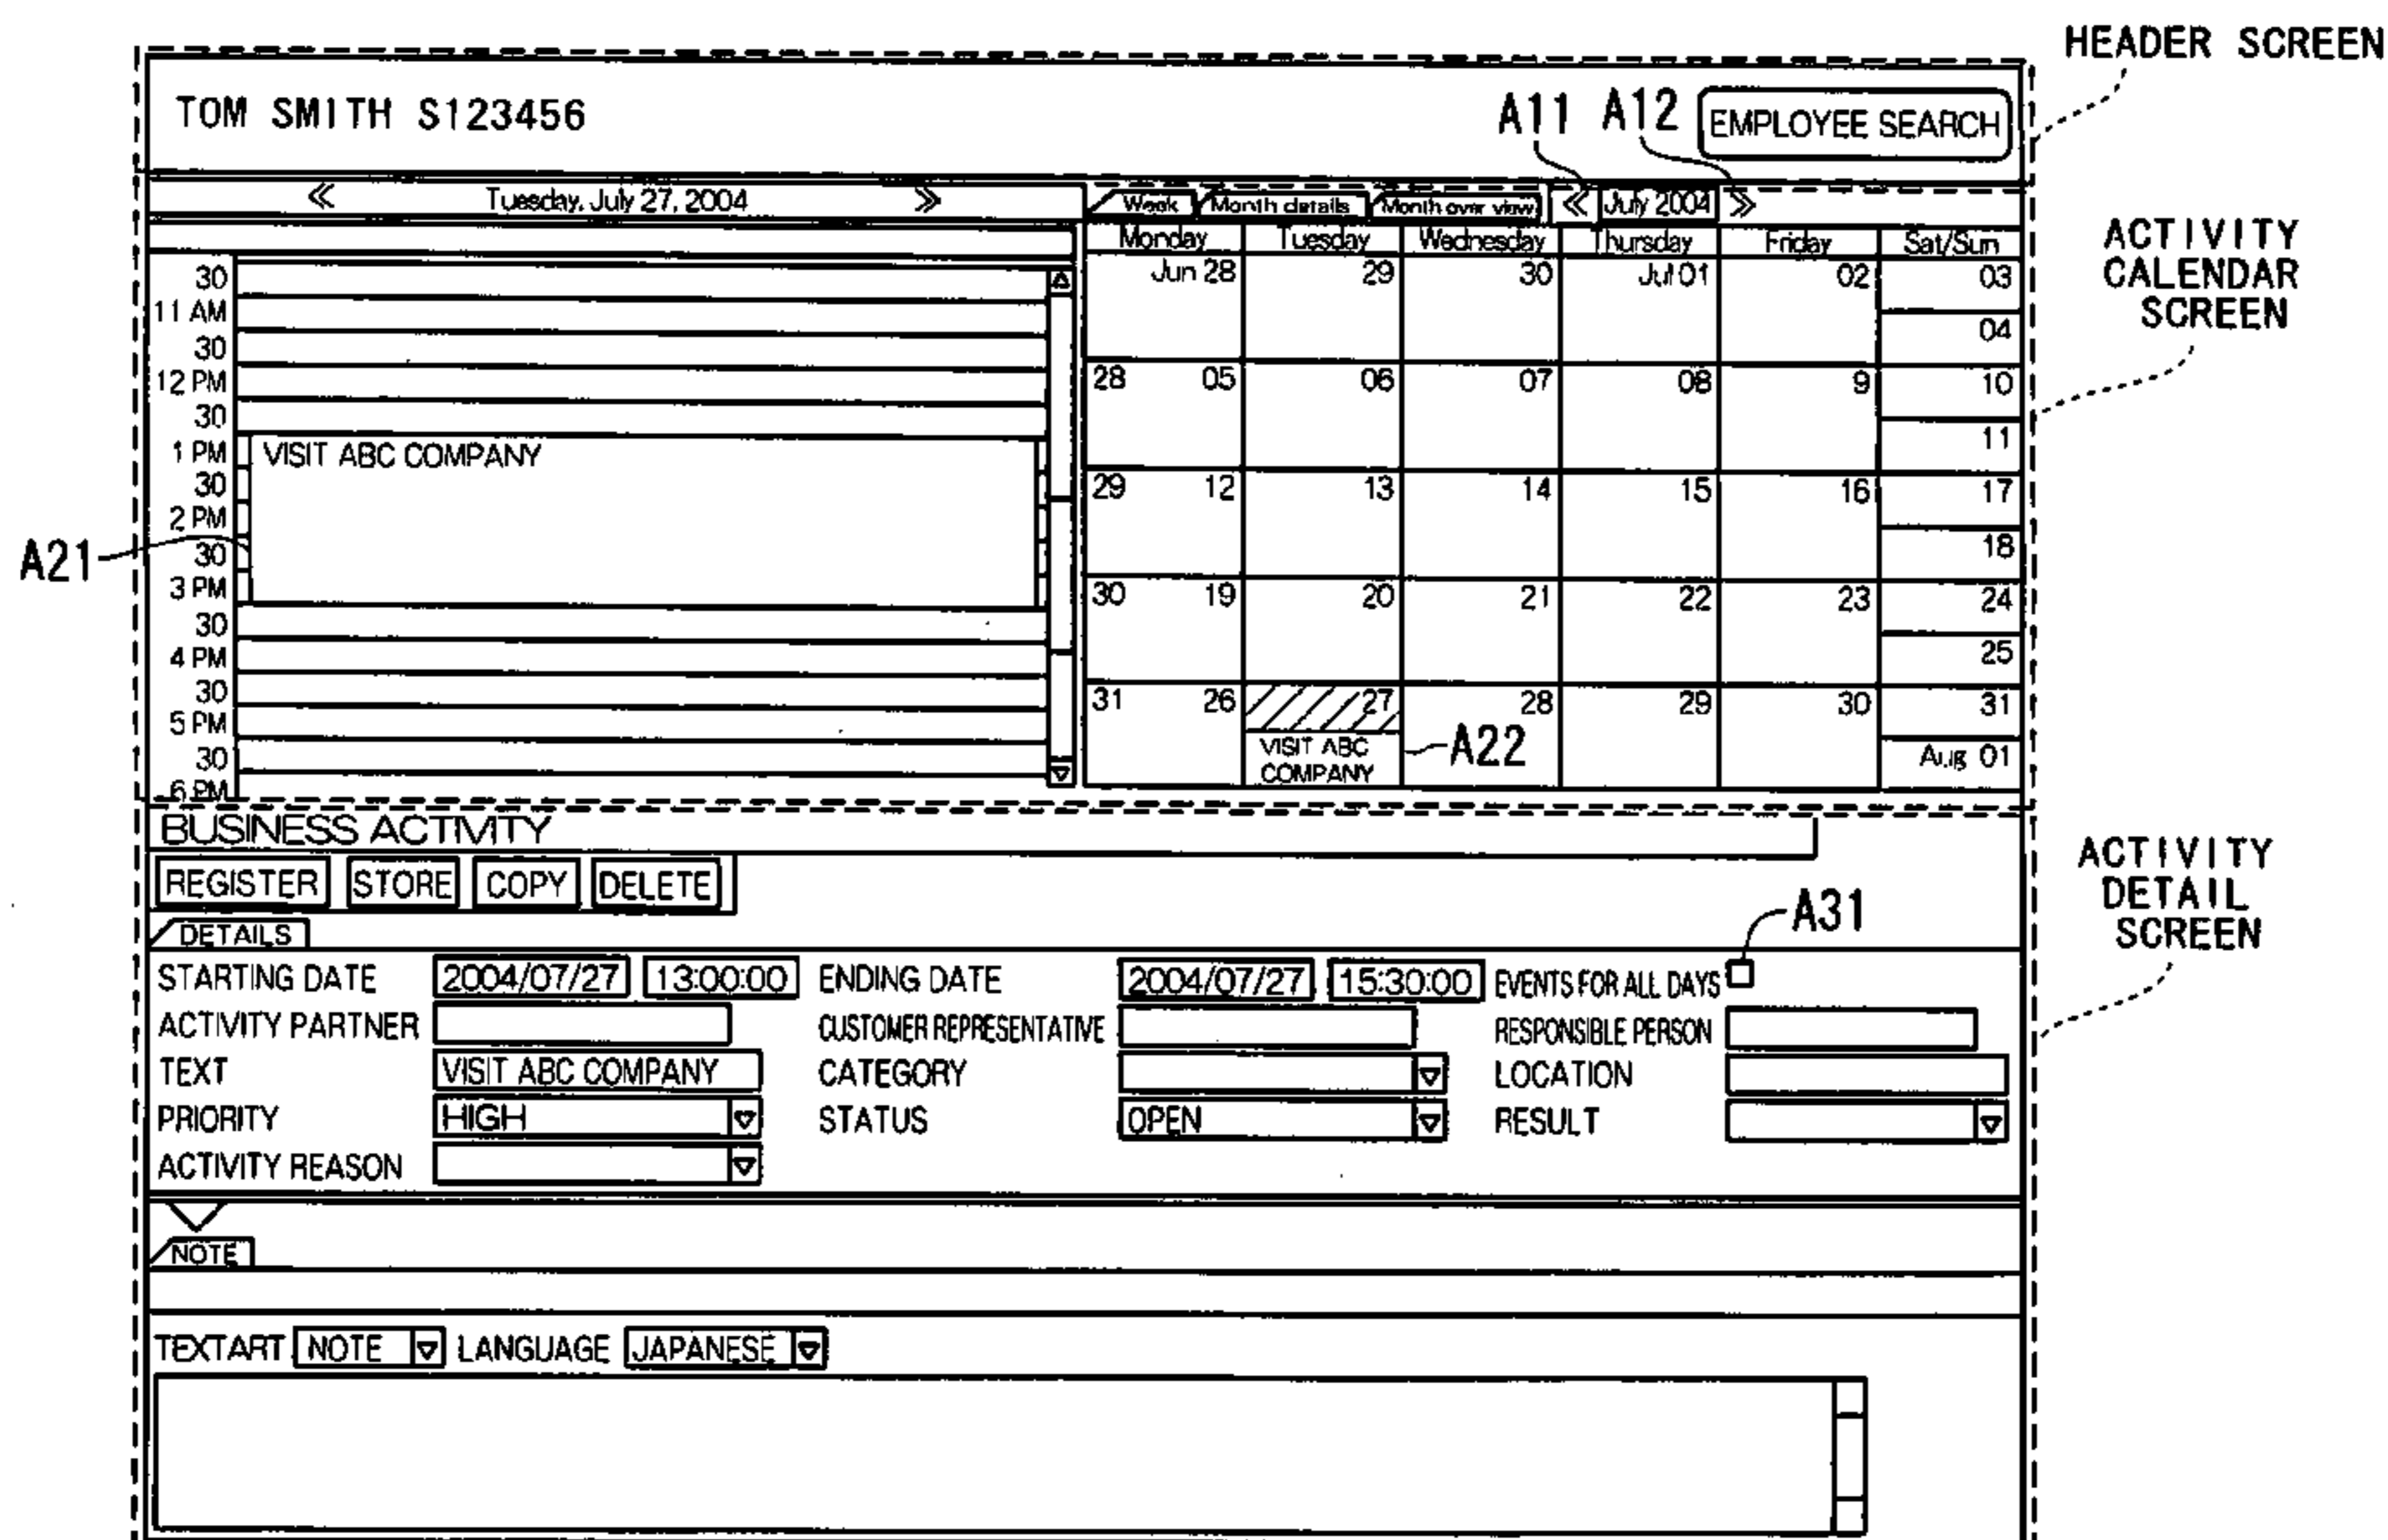 HEADER SCREEN
TOM SMITH S123456
A11 A12
EMPLOYEE SEARCH
« Tuesday, July 27, 2004 »
Week Month details Month over view « July 2004 »
ACTIVITY
CALENDAR
SCREEN
Monday Tuesday Wednesday Thursday Friday Sat/Sun
30
11 AM
30
12 PM
30
1 PM VISIT ABC COMPANY
30
2 PM
30
3 PM
30
4 PM
30
5 PM
30
6 PM
A21
Jun 28 29 30 Jul 01 02 03
04
28 05 06 07 08 9 10
11
29 12 13 14 15 16 17
18
30 19 20 21 22 23 24
25
31 26 27 28 29 30 31
VISIT ABC
COMPANY
A22
Aug 01
BUSINESS ACTIVITY
REGISTER STORE COPY DELETE
ACTIVITY
DETAIL
SCREEN
A31
DETAILS
STARTING DATE 2004/07/27 13:00:00 ENDING DATE 2004/07/27 15:30:00 EVENTS FOR ALL DAYS
ACTIVITY PARTNER CUSTOMER REPRESENTATIVE RESPONSIBLE PERSON
TEXT VISIT ABC COMPANY CATEGORY LOCATION
PRIORITY HIGH STATUS OPEN RESULT
ACTIVITY REASON
NOTE
TEXTART NOTE LANGUAGE JAPANESE